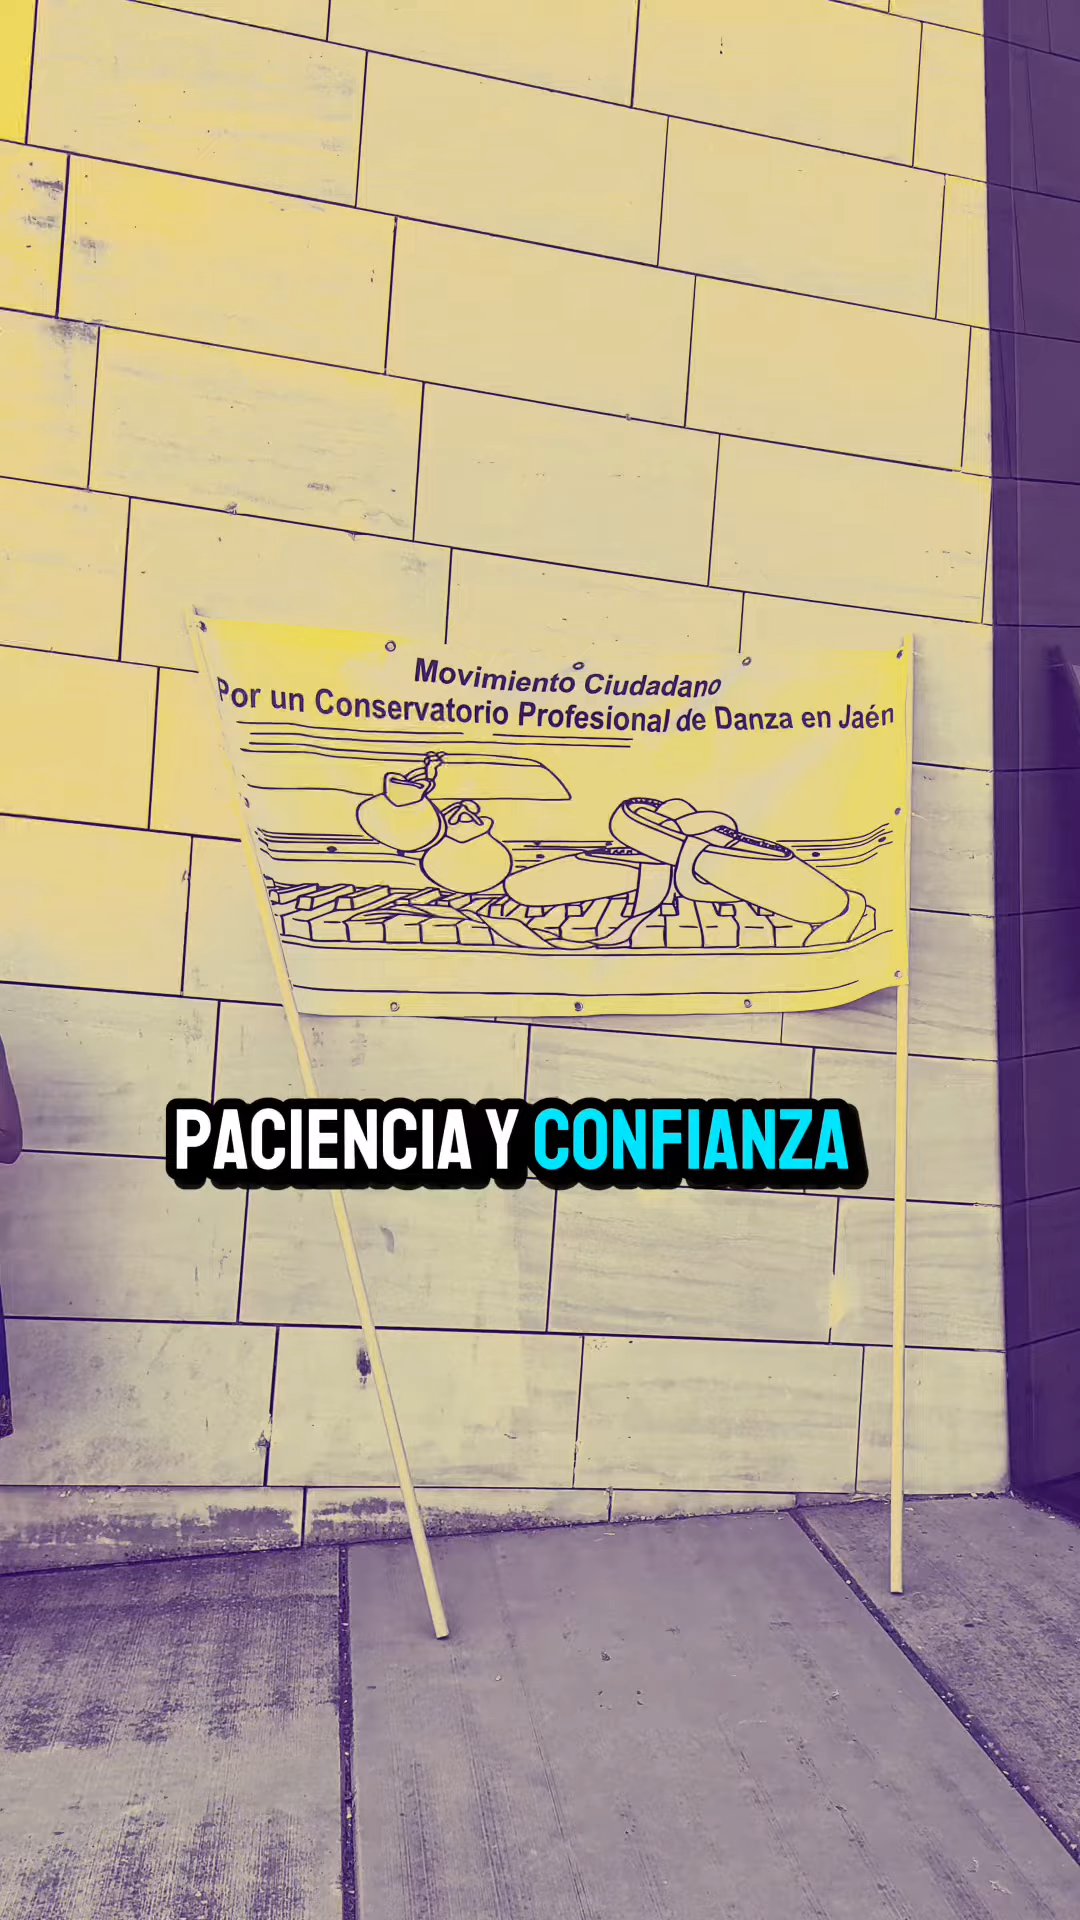 Movimiento Ciudadano
Por un Conservatorio Profesional de Danza en Jaén
PACIENCIA Y CONFIANZA